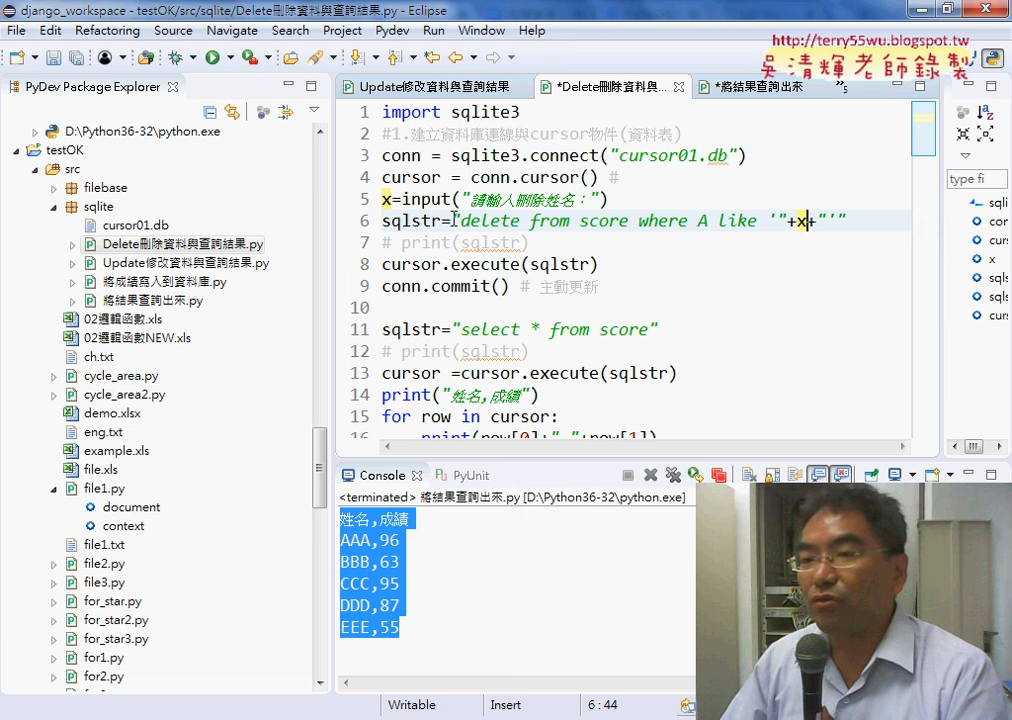 django_workspace - testOK/src/sqlite/Delete刪除資料與查詢結果.py - Eclipse
File Edit Refactoring Source Navigate Search Project Pydev Run Window Help
http://terry55wu.blogspot.tw
吳清輝老師錄製
PyDev Package Explorer
Update修改資料與查詢結果
*Delete刪除資料與...
*將結果查詢出來
5
D:\Python36-32\python.exe
testOK
src
filebase
sqlite
cursor01.db
Delete刪除資料與查詢結果.py
Update修改資料與查詢結果.py
將成績寫入到資料庫.py
將結果查詢出來.py
02邏輯函數.xls
02邏輯函數NEW.xls
ch.txt
cycle_area.py
cycle_area2.py
demo.xlsx
eng.txt
example.xls
file.xls
file1.py
document
context
file1.txt
file2.py
file3.py
for_star.py
for_star2.py
for_star3.py
for1.py
for2.py
1 import sqlite3
2 #1.建立資料庫連線與cursor物件(資料表)
3 conn = sqlite3.connect("cursor01.db")
4 cursor = conn.cursor() #
5 x=input("請輸入刪除姓名：")
6 sqlstr="delete from score where A like '"+x+"'"
7 # print(sqlstr)
8 cursor.execute(sqlstr)
9 conn.commit() # 主動更新
10
11 sqlstr="select * from score"
12 # print(sqlstr)
13 cursor =cursor.execute(sqlstr)
14 print("姓名,成績")
15 for row in cursor:
16 print(row[0]+","+row[1])
type fi
sqli
con
curs
x
sqls
sqls
curs
Console
PyUnit
<terminated> 將結果查詢出來.py [D:\Python36-32\python.exe]
姓名,成績
AAA,96
BBB,63
CCC,95
DDD,87
EEE,55
Writable Insert 6 : 44